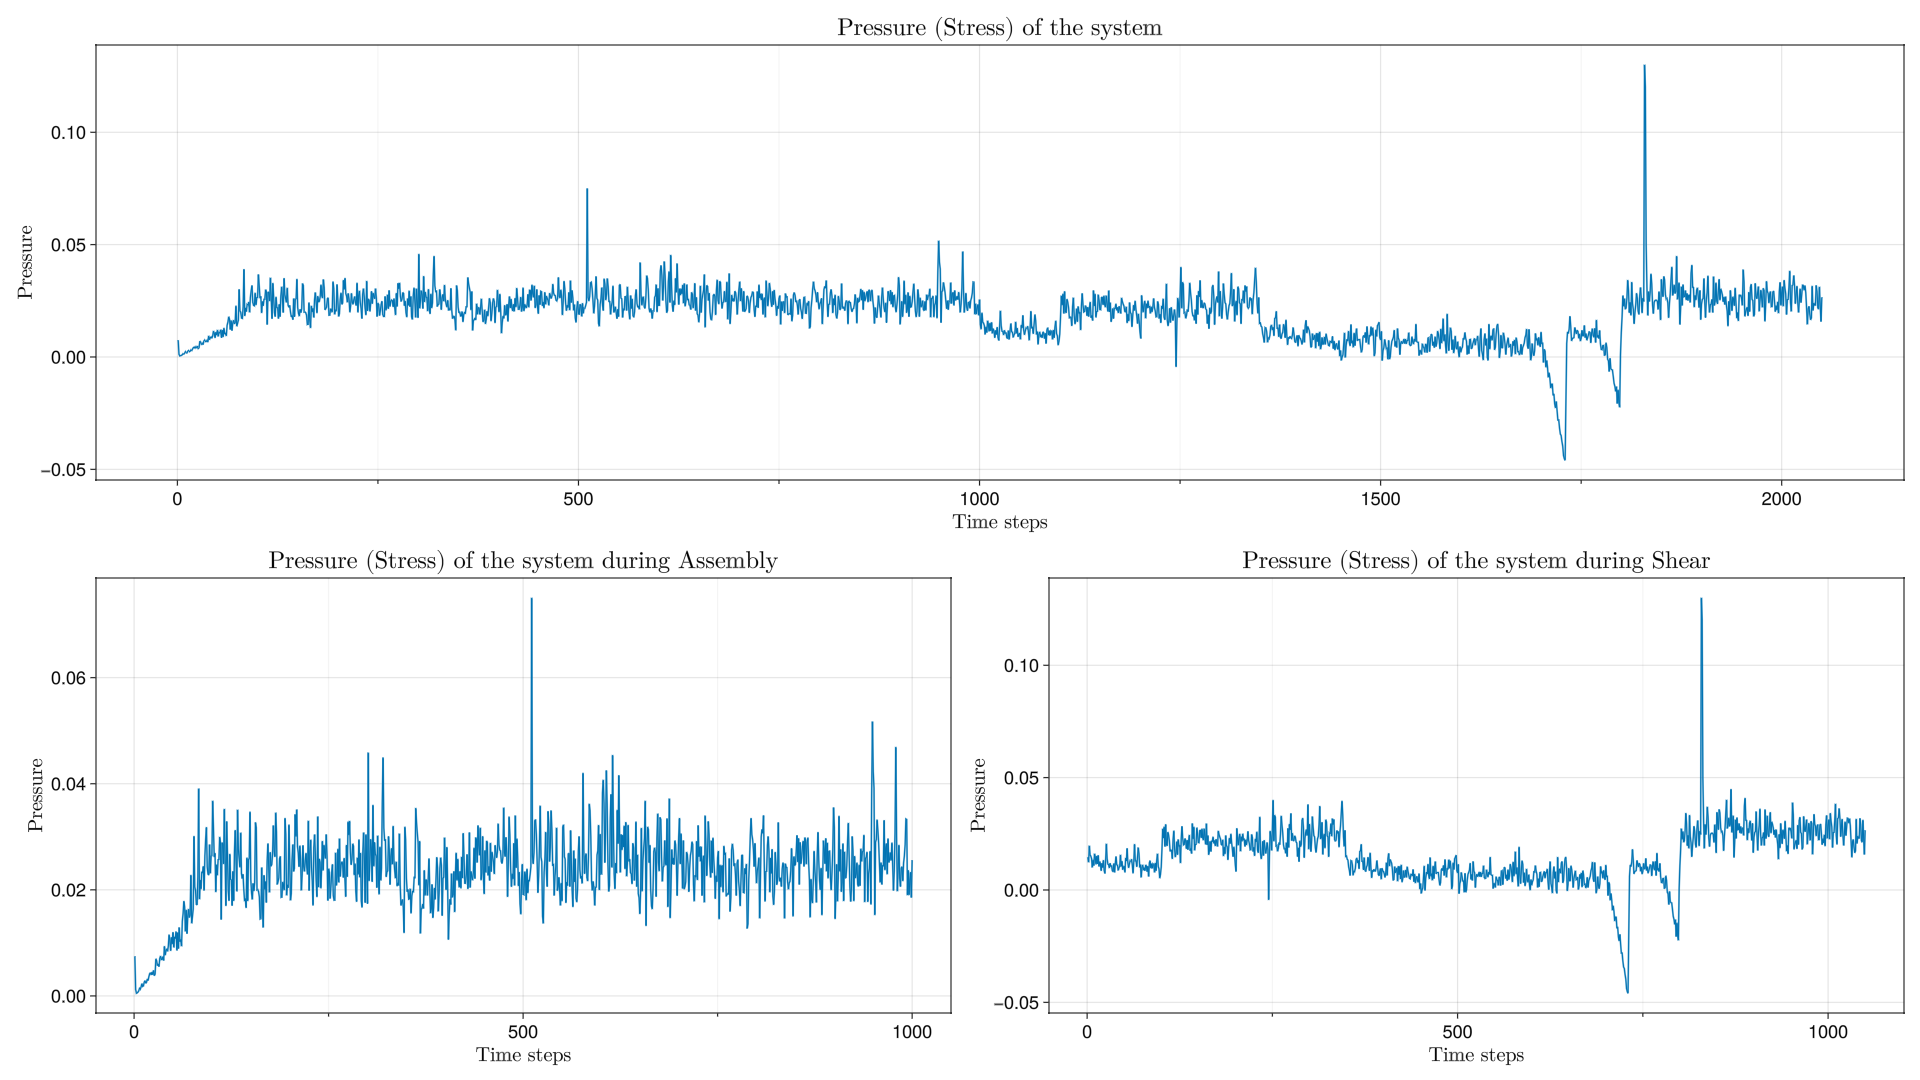 Pressure (Stress) of the system
Pressure
0.10
0.05
0.00
−0.05
0 500 1000 1500 2000
Time steps
Pressure (Stress) of the system during Assembly
Pressure
0.06
0.04
0.02
0.00
0 500 1000
Time steps
Pressure (Stress) of the system during Shear
Pressure
0.10
0.05
0.00
−0.05
0 500 1000
Time steps